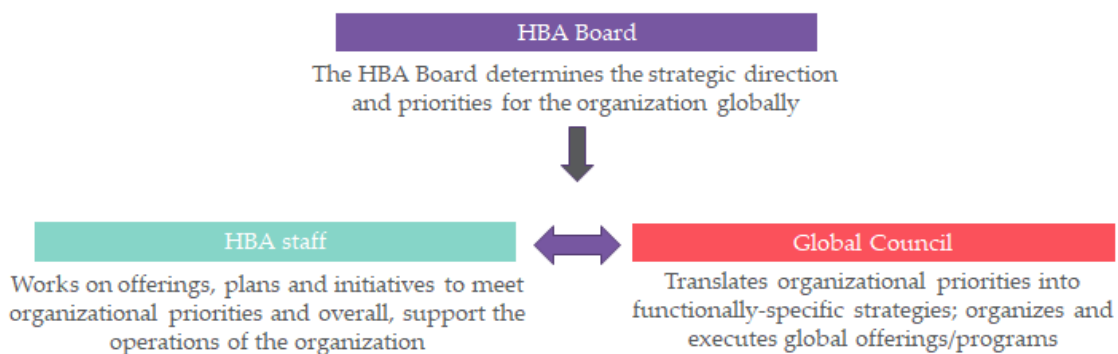 HBA Board
The HBA Board determines the strategic direction
and priorities for the organization globally
HBA staff
Works on offerings, plans and initiatives to meet
organizational priorities and overall, support the
operations of the organization
Global Council
Translates organizational priorities into
functionally-specific strategies; organizes and
executes global offerings/programs